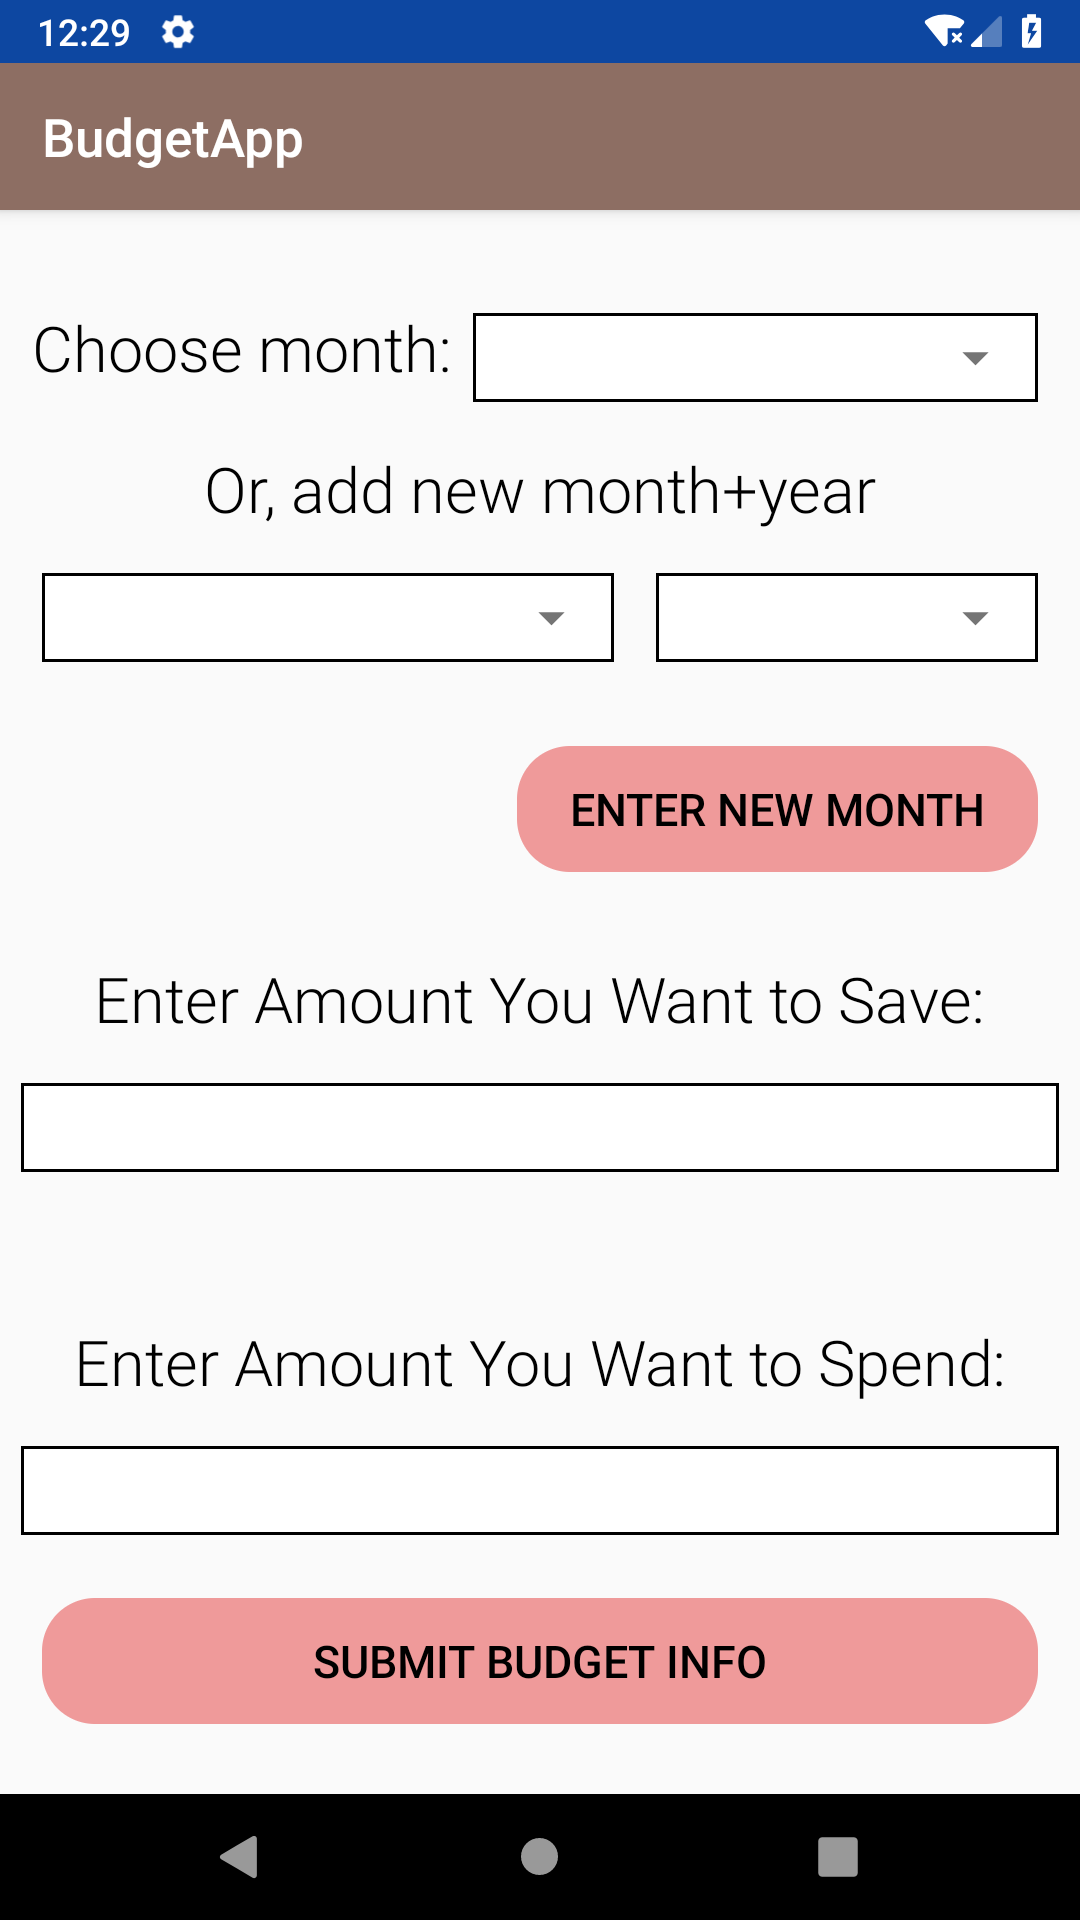 12:29
BudgetApp
Choose month:
Or, add new month+year
ENTER NEW MONTH
Enter Amount You Want to Save:
Enter Amount You Want to Spend:
SUBMIT BUDGET INFO